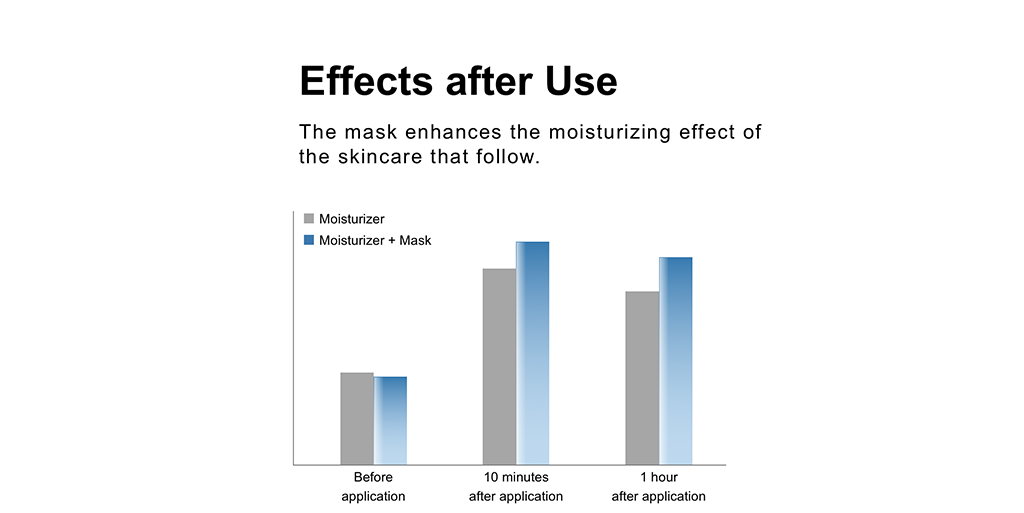 Effects after Use
The mask enhances the moisturizing effect of
the skincare that follow.
Moisturizer
Moisturizer + Mask
Before
application
10 minutes
after application
1 hour
after application